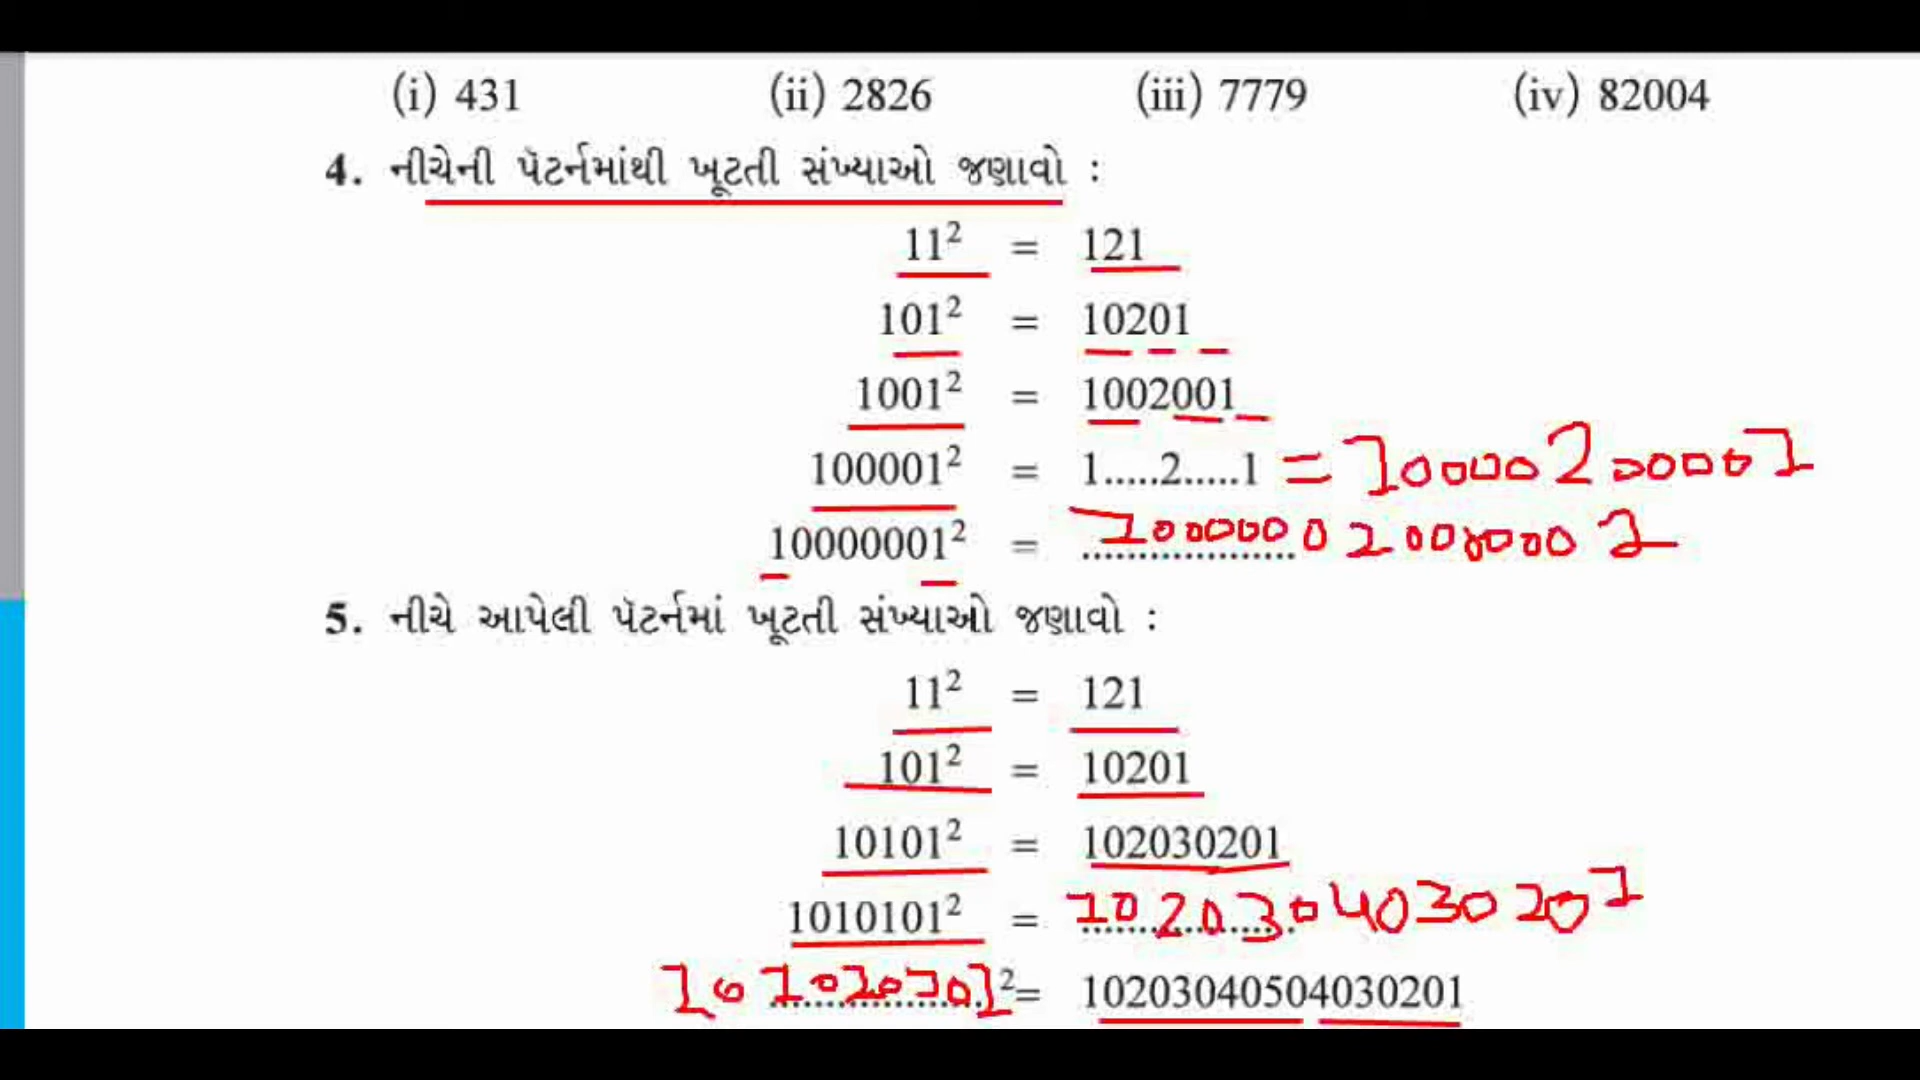 (i) 431 (ii) 2826 (iii) 7779 (iv) 82004
4. નીચેની પૅટર્નમાંથી ખૂટતી સંખ્યાઓ જણાવો :
11² = 121
101² = 10201
1001² = 1002001
100001² = 1.....2.....1 = 10000200001
10000001² = ..................
5. નીચે આપેલી પૅટર્નમાં ખૂટતી સંખ્યાઓ જણાવો :
11² = 121
101² = 10201
10101² = 102030201
1010101² = 1020304030201
..................² = 10203040504030201